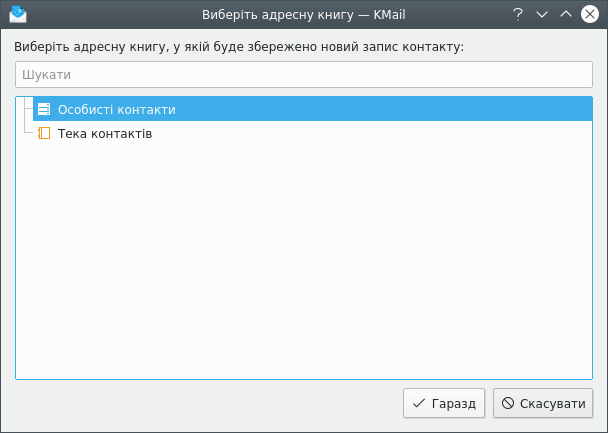 Виберіть адресну книгу — KMail
Виберіть адресну книгу, у якій буде збережено новий запис контакту:
Шукати
Особисті контакти
Тека контактів
Гаразд
Скасувати